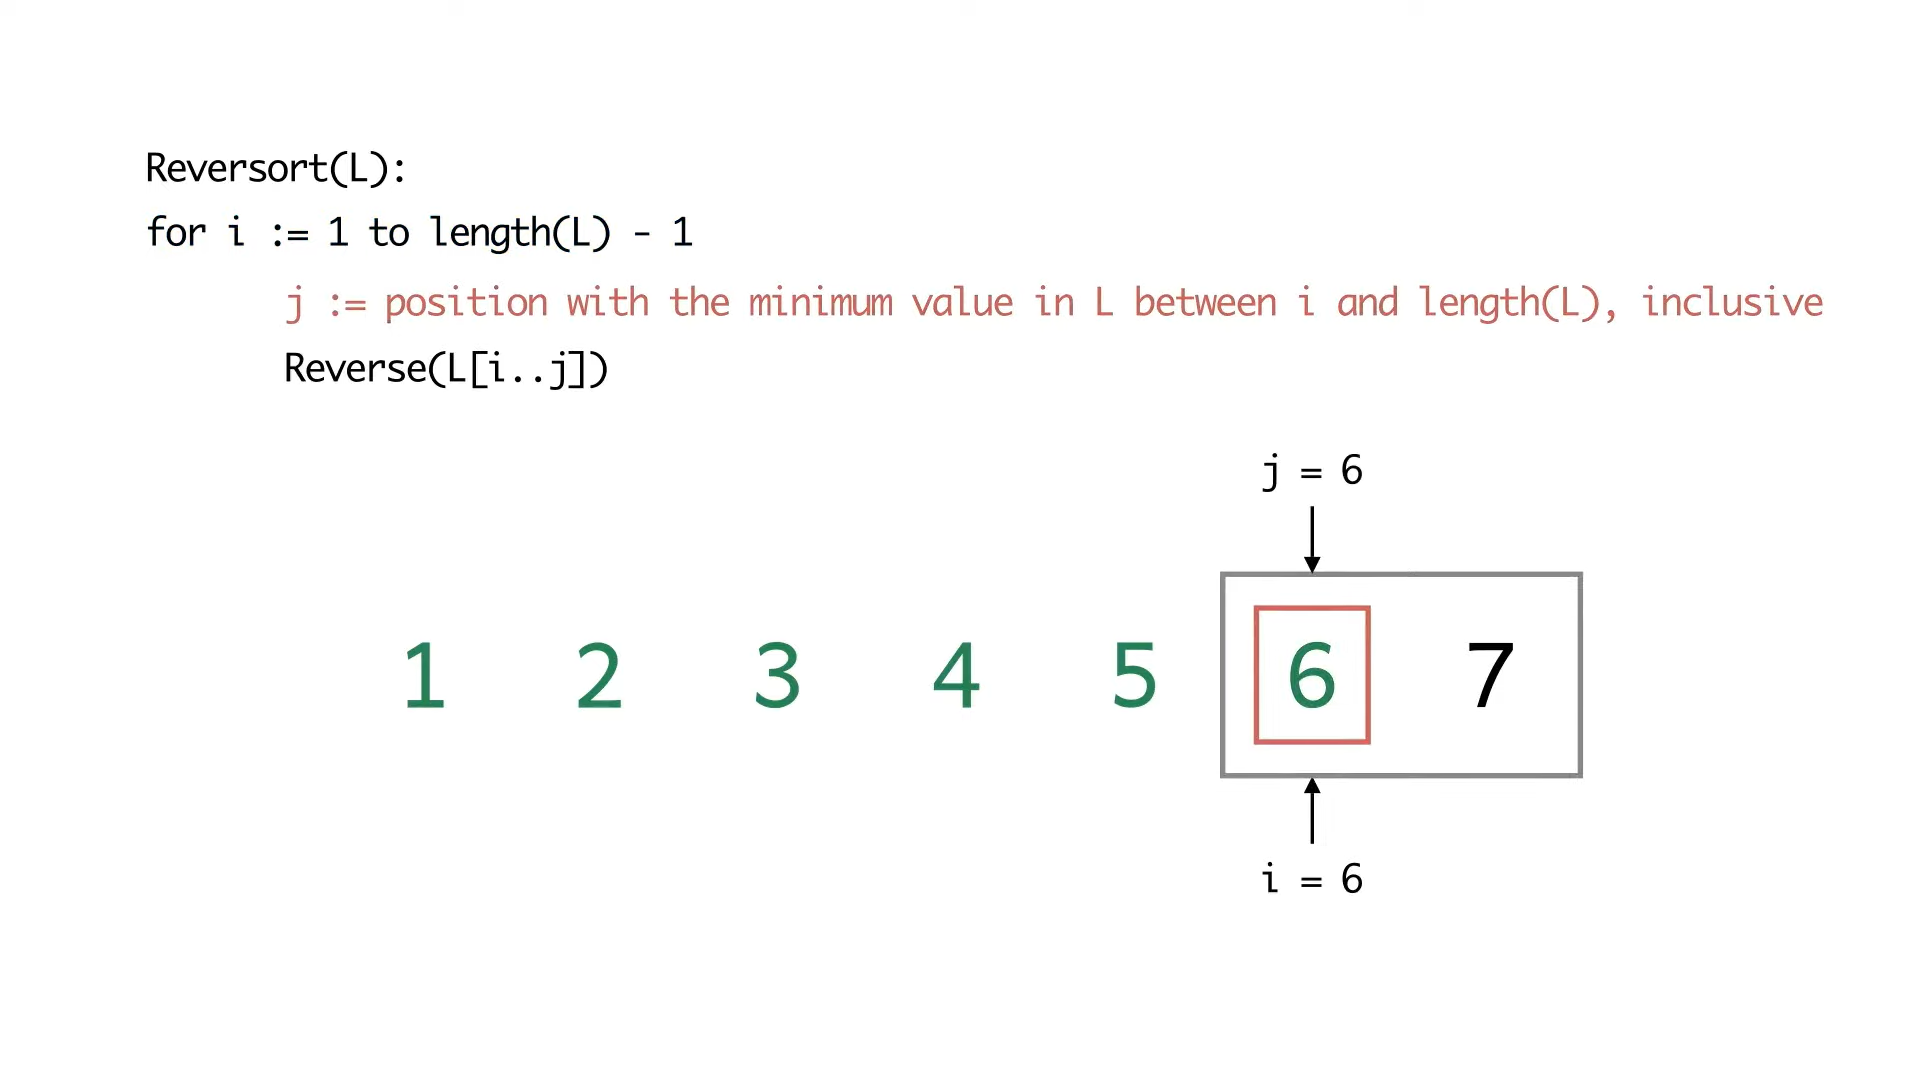 Reversort(L):
for i := 1 to length(L) - 1
j := position with the minimum value in L between i and length(L), inclusive
Reverse(L[i..j])
j = 6
1 2 3 4 5 6 7
i = 6